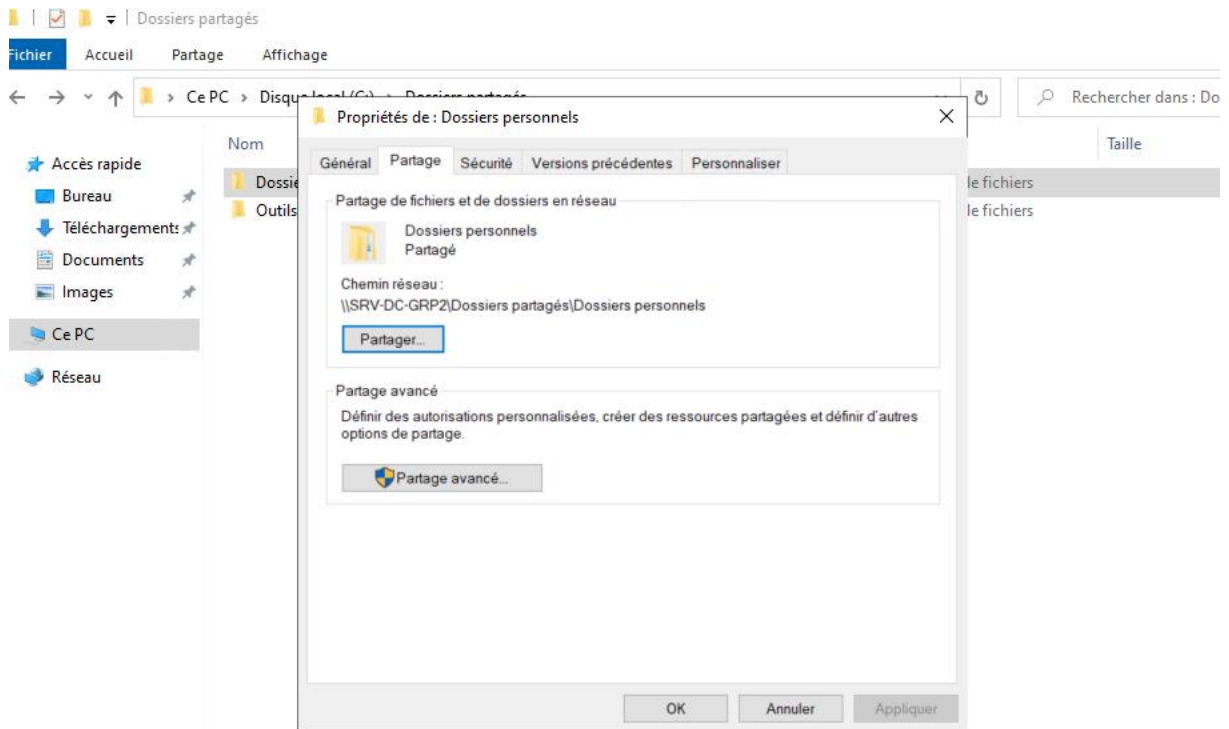 Dossiers partagés
Fichier Accueil Partage Affichage
Ce PC Disque local (C:) Dossiers partagés
Rechercher dans : Do
Propriétés de : Dossiers personnels
Nom
Taille
Général Partage Sécurité Versions précédentes Personnaliser
Accès rapide
Bureau
Téléchargements
Documents
Images
Ce PC
Réseau
Dossie
le fichiers
Outils
le fichiers
Partage de fichiers et de dossiers en réseau
Dossiers personnels
Partagé
Chemin réseau :
\\SRV-DC-GRP2\Dossiers partagés\Dossiers personnels
Partager...
Partage avancé
Définir des autorisations personnalisées, créer des ressources partagées et définir d'autres
options de partage.
Partage avancé...
OK Annuler Appliquer